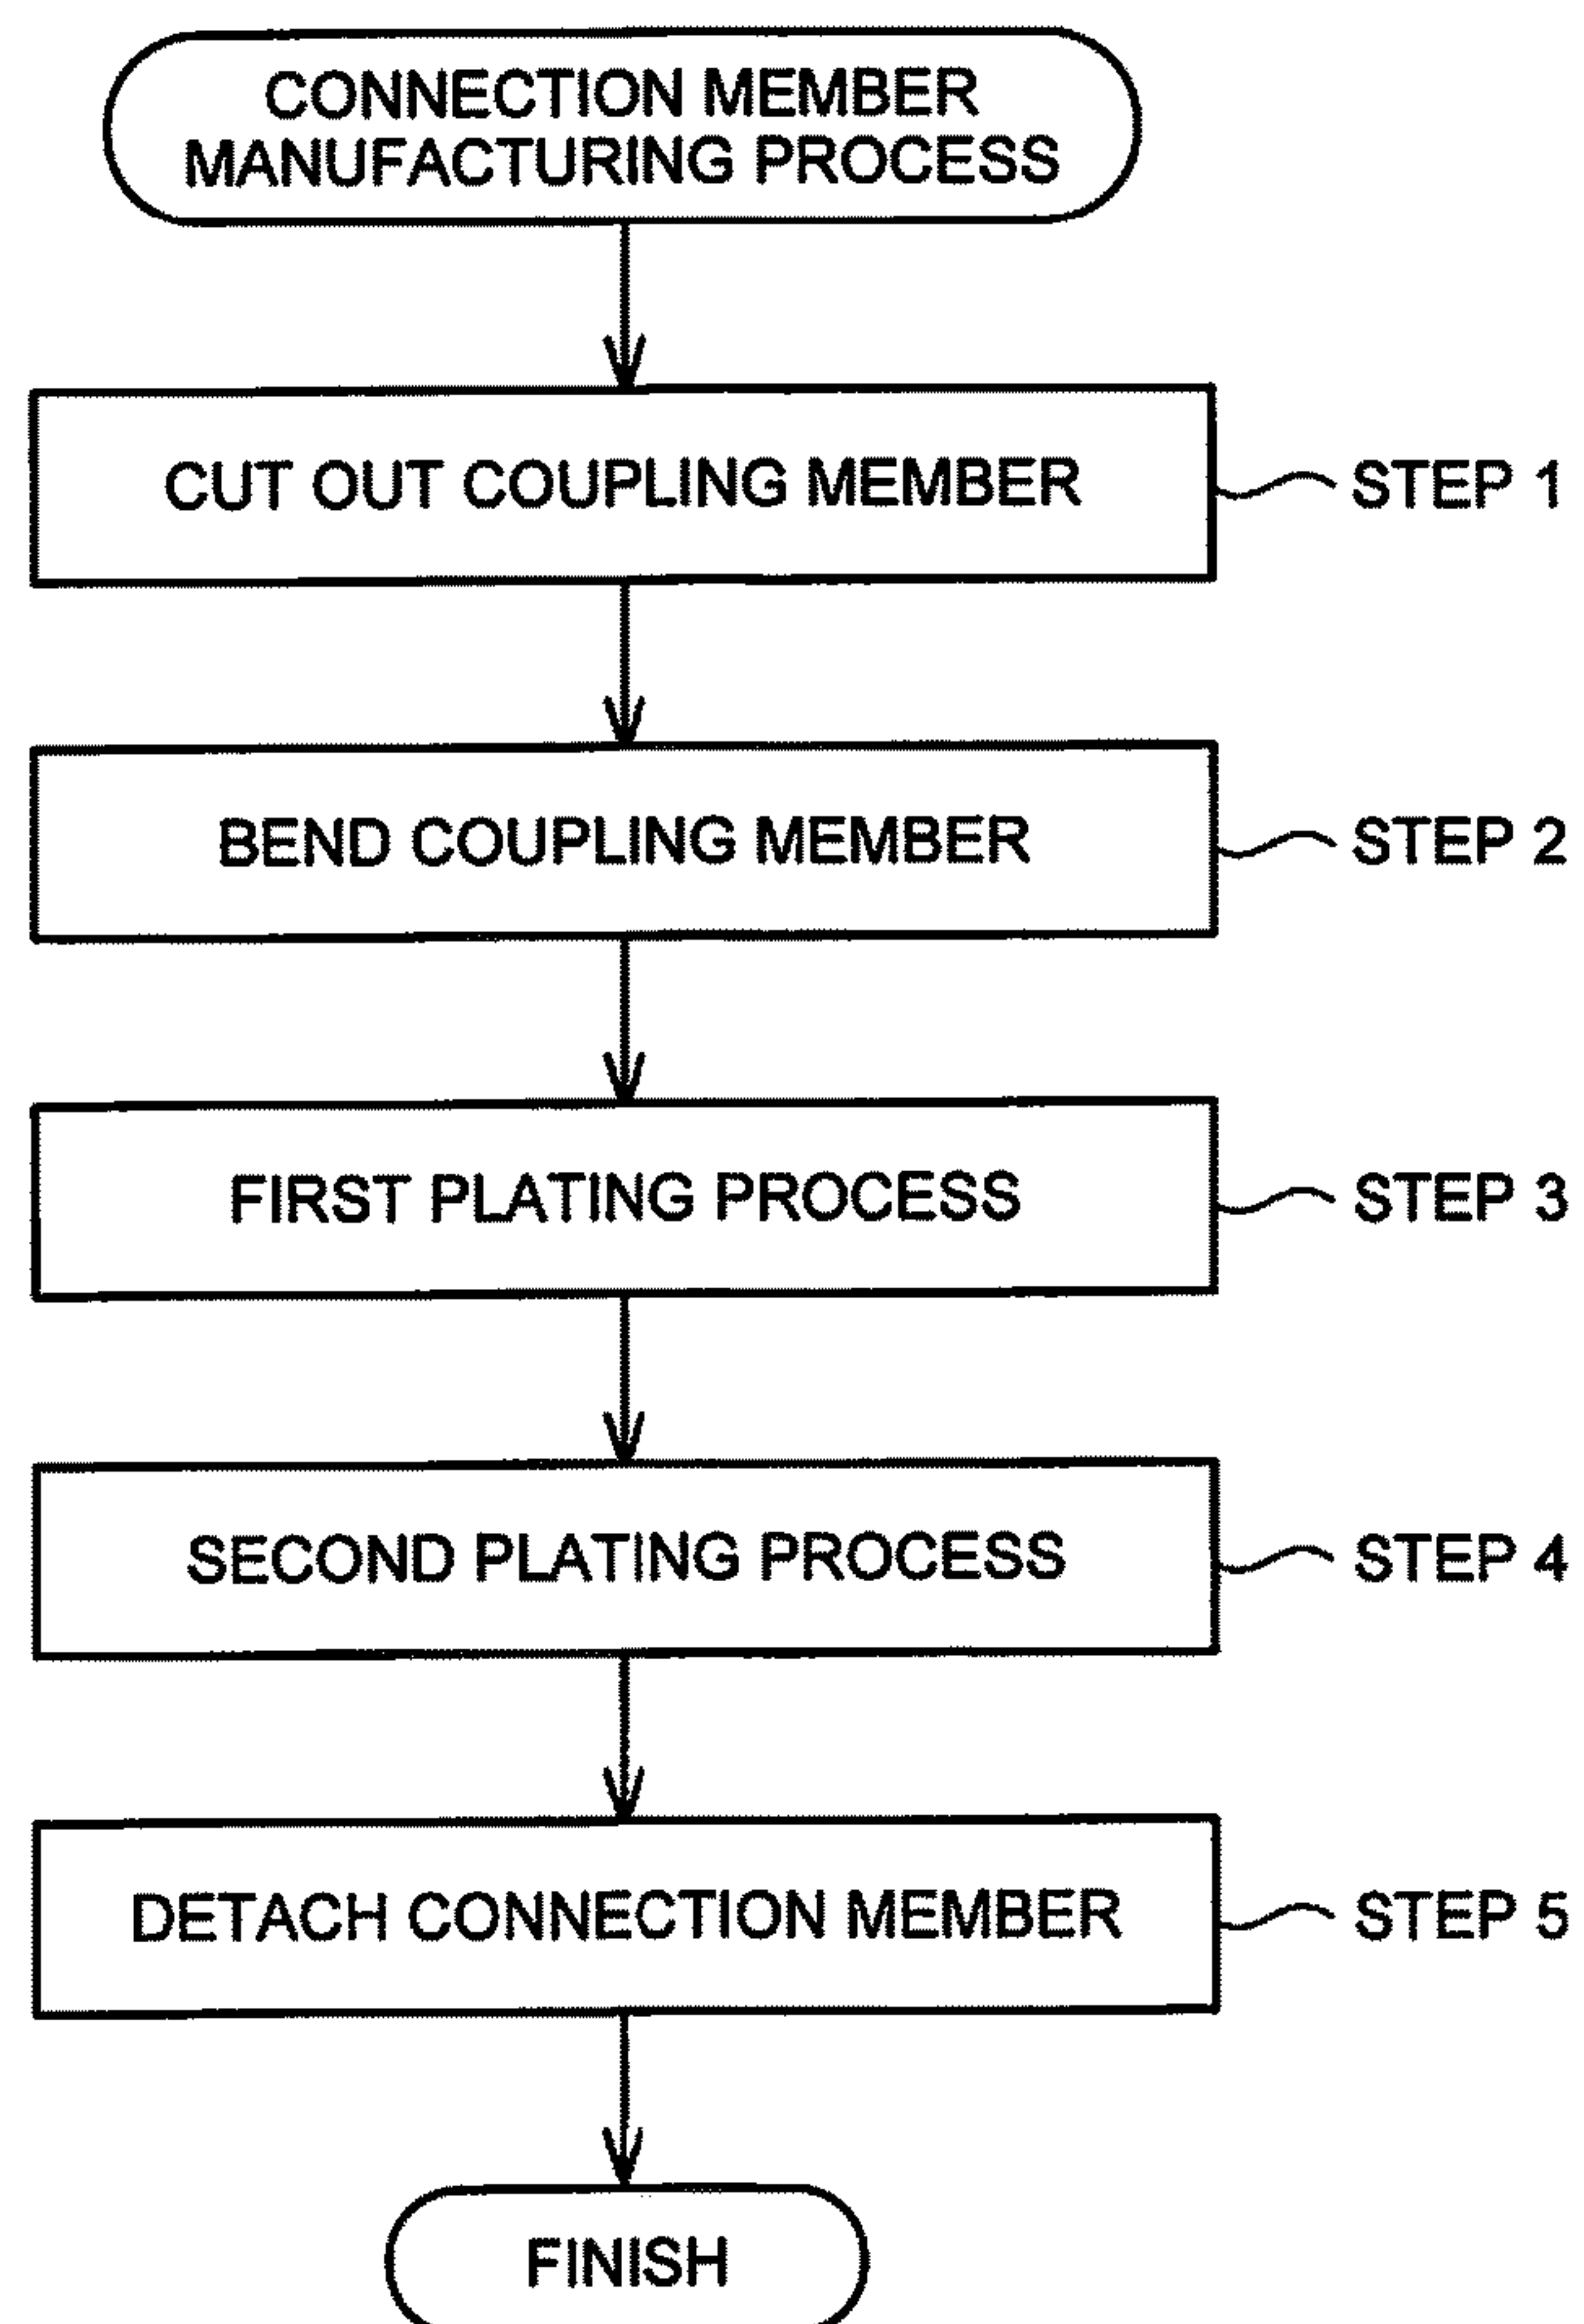 CONNECTION MEMBER
MANUFACTURING PROCESS
CUT OUT COUPLING MEMBER
STEP 1
BEND COUPLING MEMBER
STEP 2
FIRST PLATING PROCESS
STEP 3
SECOND PLATING PROCESS
STEP 4
DETACH CONNECTION MEMBER
STEP 5
FINISH